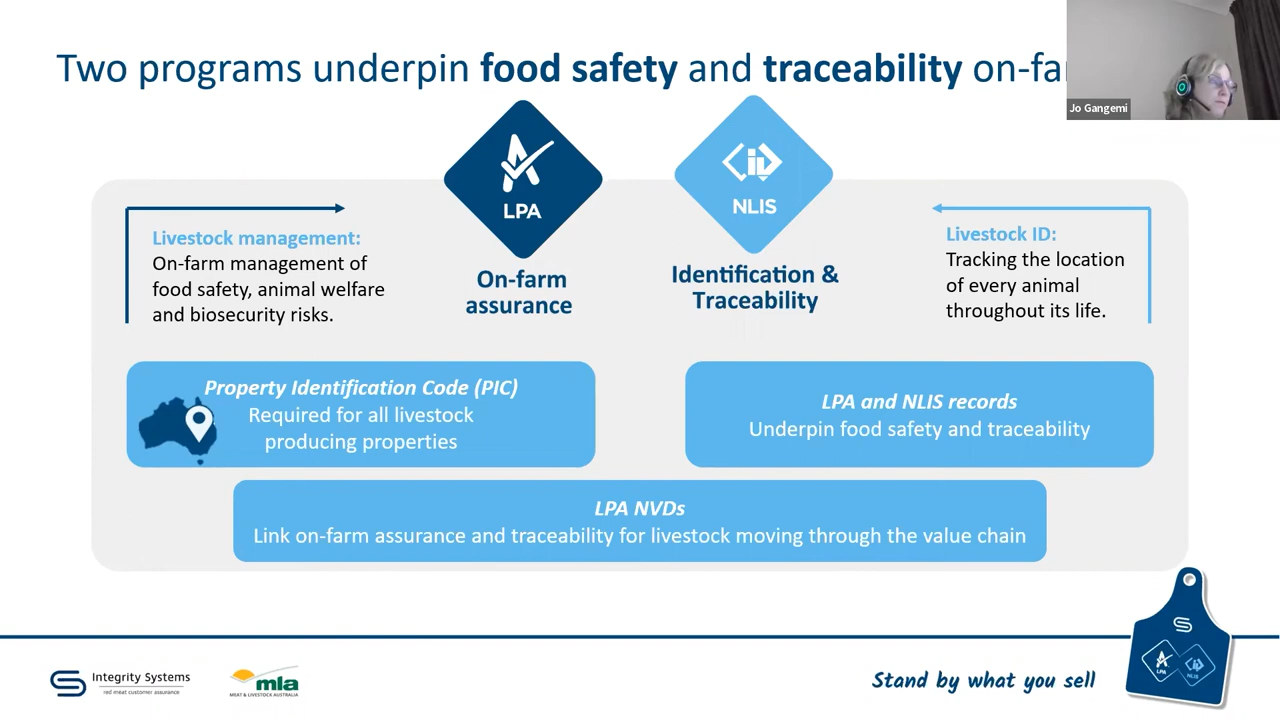 Two programs underpin food safety and traceability on-fa
Jo Gangemi
LPA
NLIS
Livestock management:
On-farm management of
food safety, animal welfare
and biosecurity risks.
On-farm
assurance
Identification &
Traceability
Livestock ID:
Tracking the location
of every animal
throughout its life.
Property Identification Code (PIC)
Required for all livestock
producing properties
LPA and NLIS records
Underpin food safety and traceability
LPA NVDs
Link on-farm assurance and traceability for livestock moving through the value chain
Integrity Systems
red meat customer assurance
mla
MEAT & LIVESTOCK AUSTRALIA
Stand by what you sell
LPA
NLIS